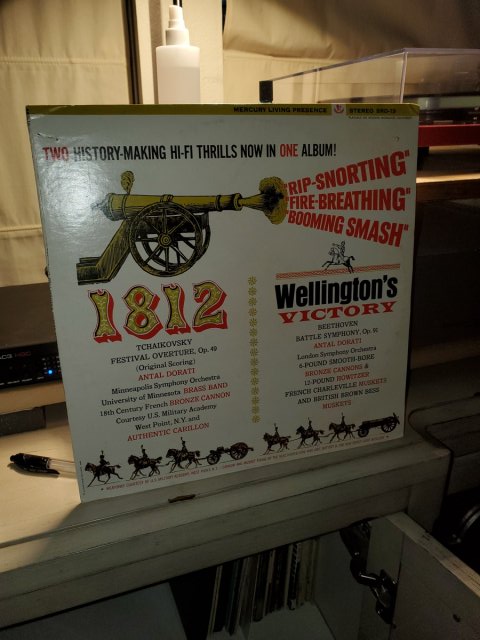 MERCURY LIVING PRESENCE STEREO SRD-19
TWO HISTORY-MAKING HI-FI THRILLS NOW IN ONE ALBUM!
"RIP-SNORTING"
"FIRE-BREATHING"
"BOOMING SMASH"
1812
TCHAIKOVSKY
FESTIVAL OVERTURE, Op. 49
(Original Scoring)
ANTAL DORATI
Minneapolis Symphony Orchestra
University of Minnesota BRASS BAND
18th Century French BRONZE CANNON
Courtesy U.S. Military Academy
West Point, N.Y. and
AUTHENTIC CARILLON
Wellington's
VICTORY
BEETHOVEN
BATTLE SYMPHONY, Op. 91
ANTAL DORATI
London Symphony Orchestra
6-POUND SMOOTH-BORE
BRONZE CANNONS &
12-POUND HOWITZER
FRENCH CHARLEVILLE MUSKETS
AND BRITISH BROWN BESS
MUSKETS